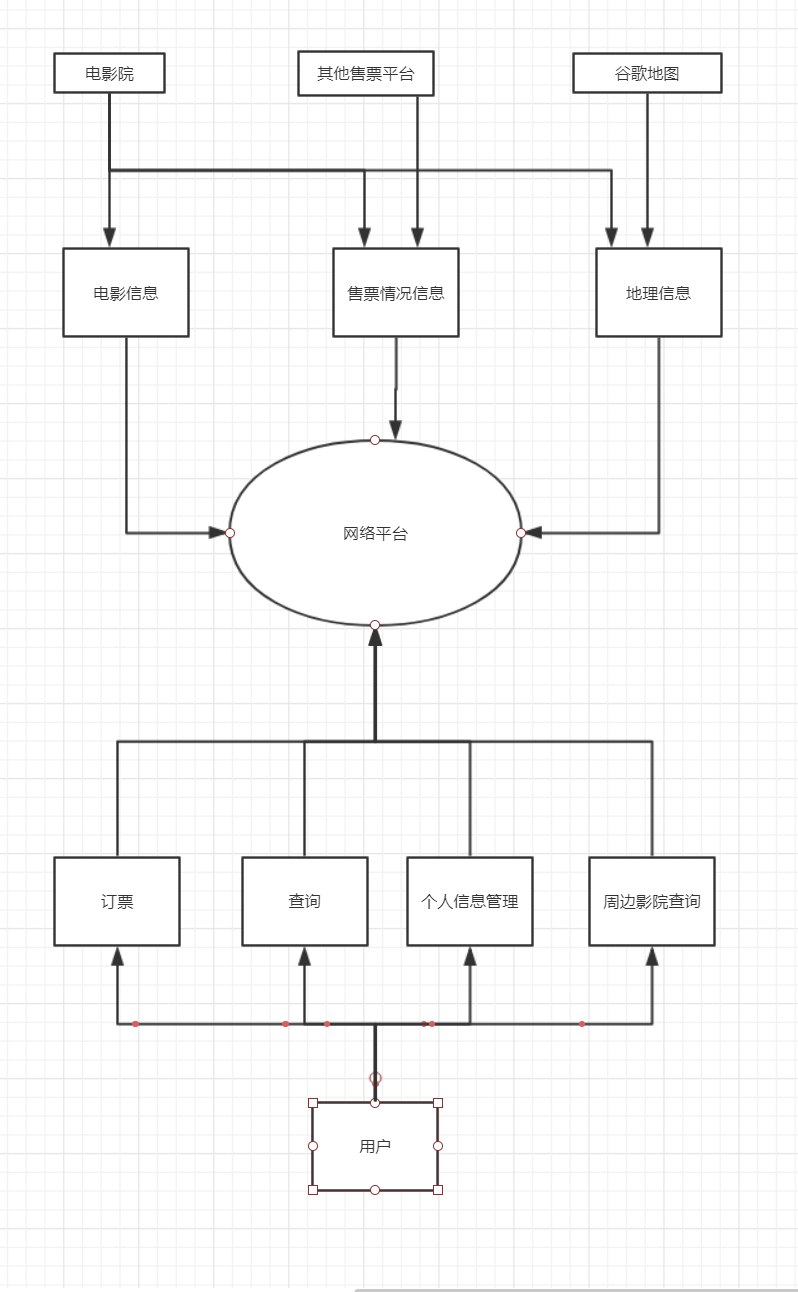 电影院
其他售票平台
谷歌地图
电影信息
售票情况信息
地理信息
网络平台
订票
查询
个人信息管理
周边影院查询
用户